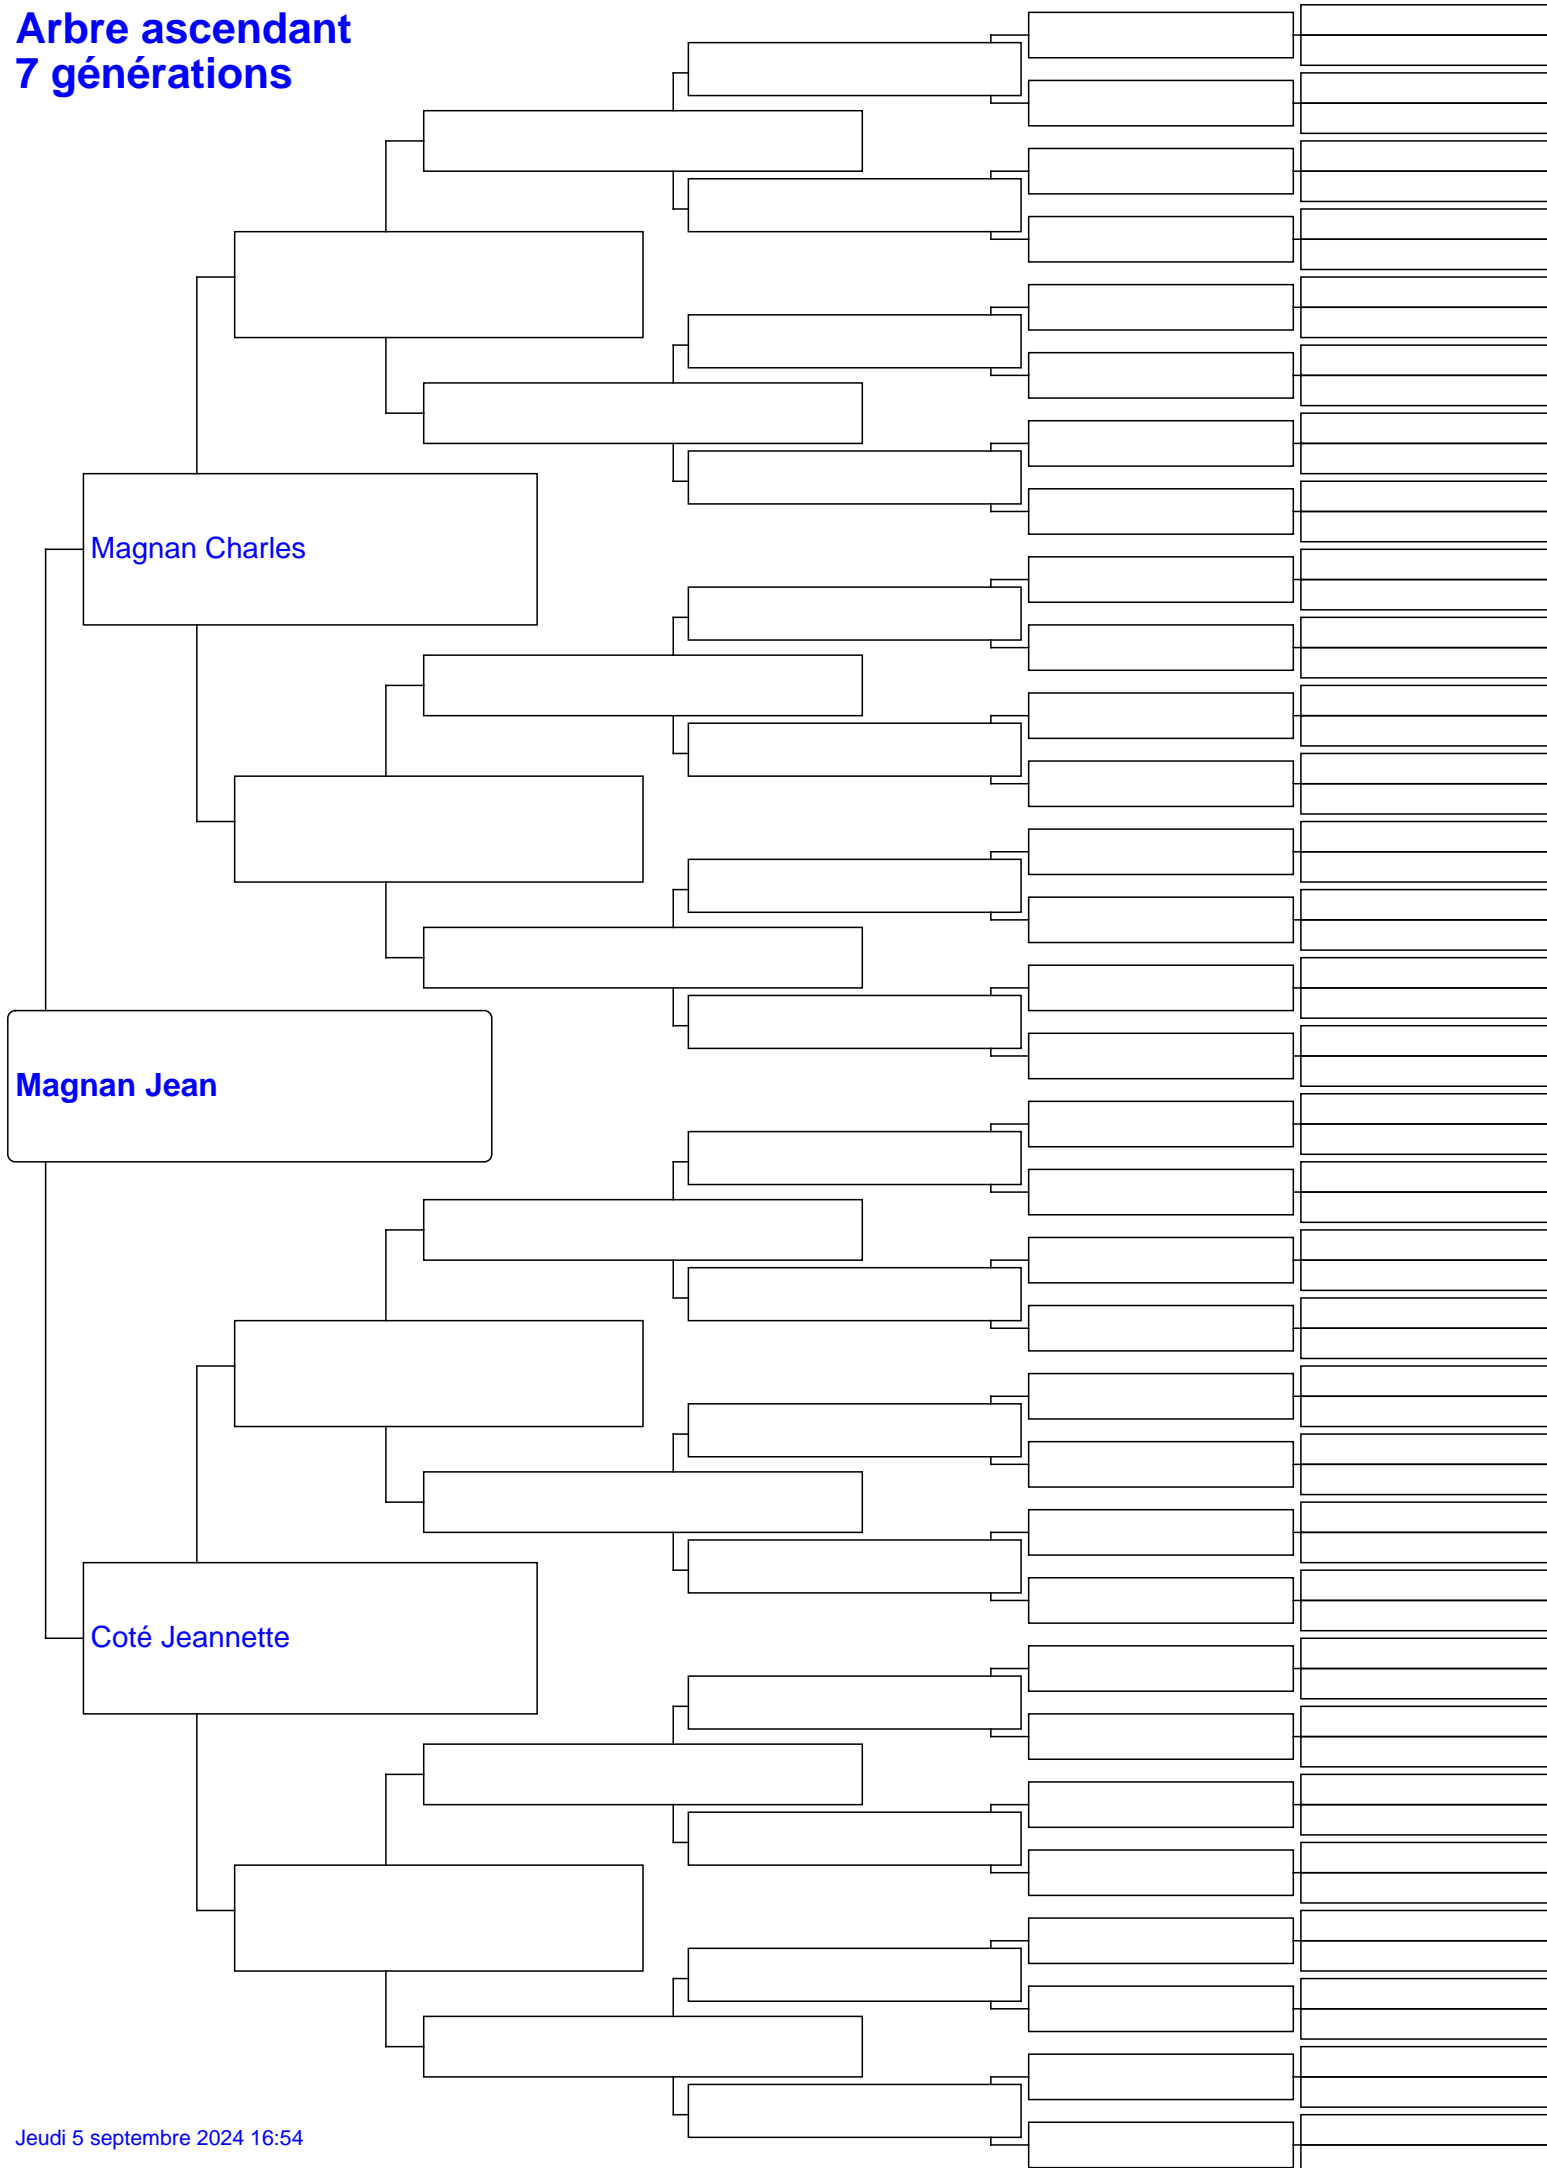 Arbre ascendant
7 générations
Magnan Charles
Magnan Jean
Coté Jeannette
Jeudi 5 septembre 2024 16:54